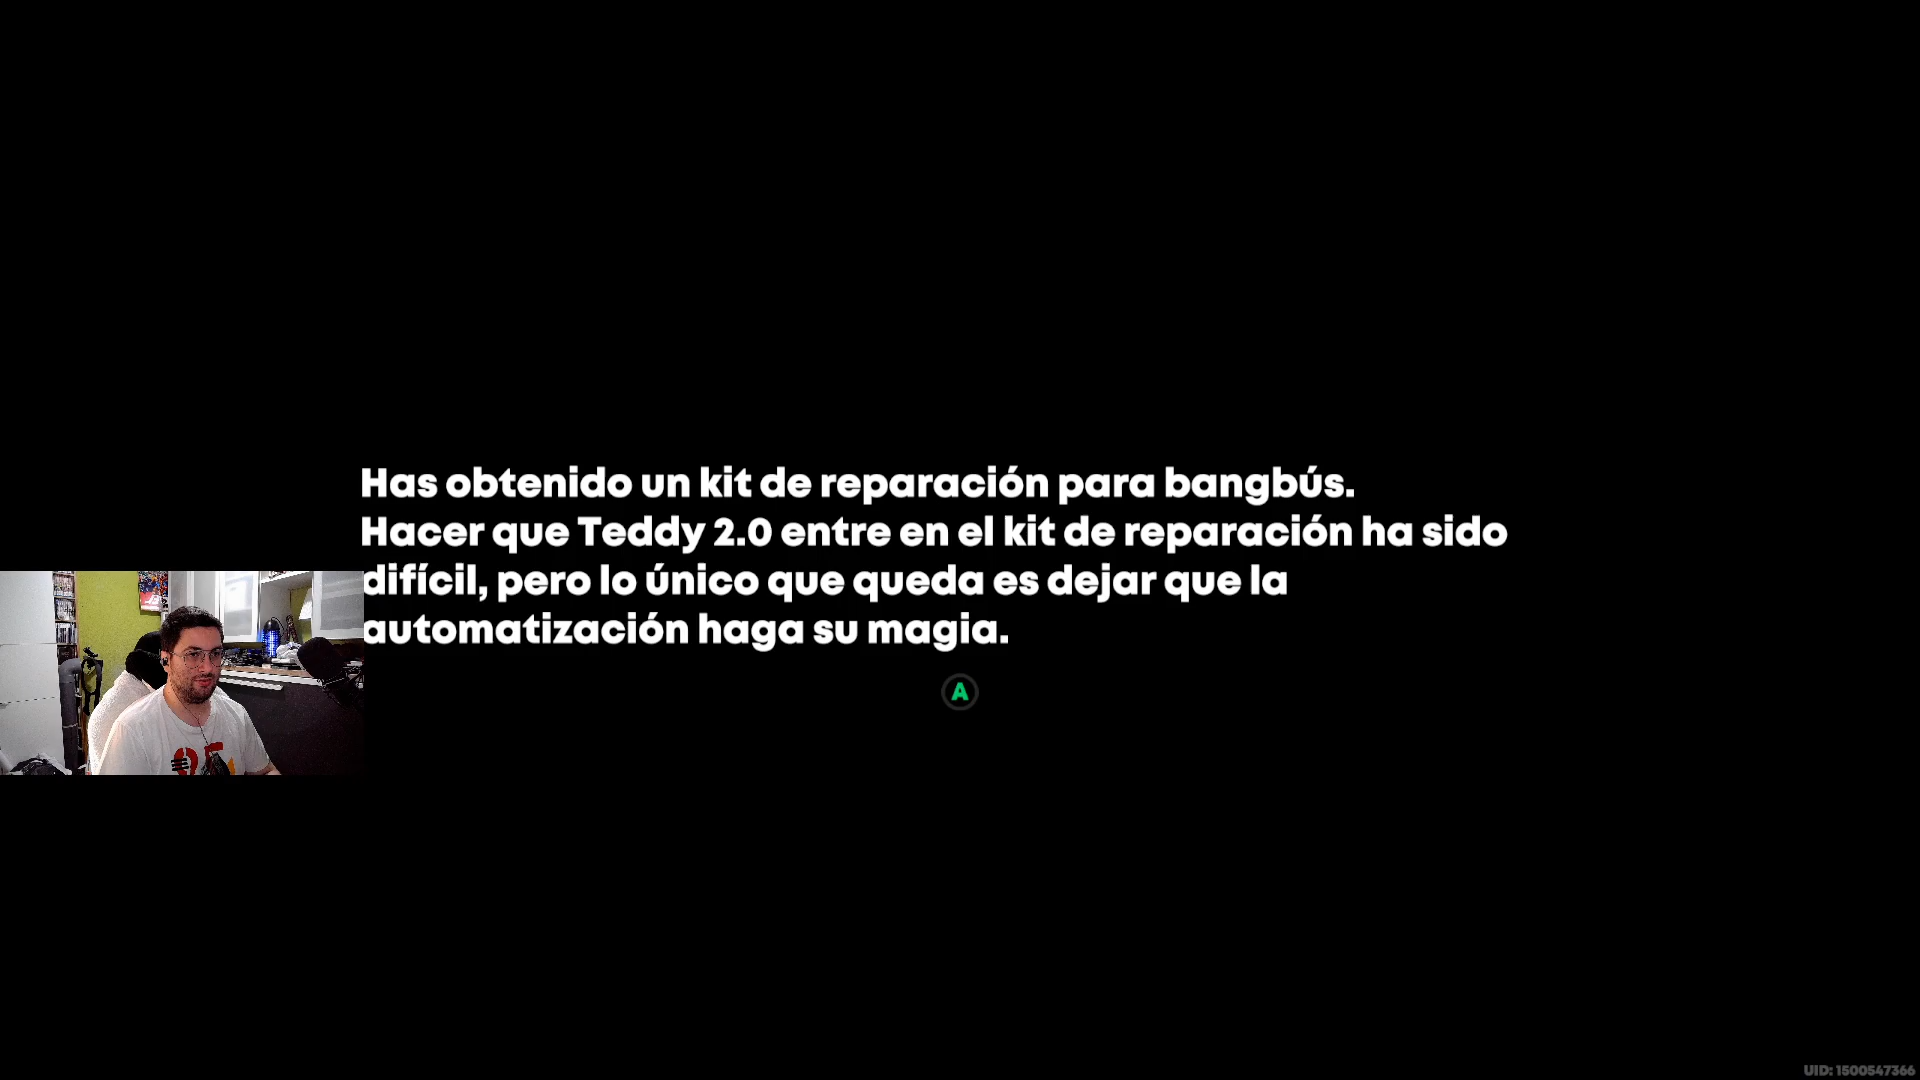 Has obtenido un kit de reparación para bangbús.
Hacer que Teddy 2.0 entre en el kit de reparación ha sido
difícil, pero lo único que queda es dejar que la
automatización haga su magia.
A
95
UID: 1500547366